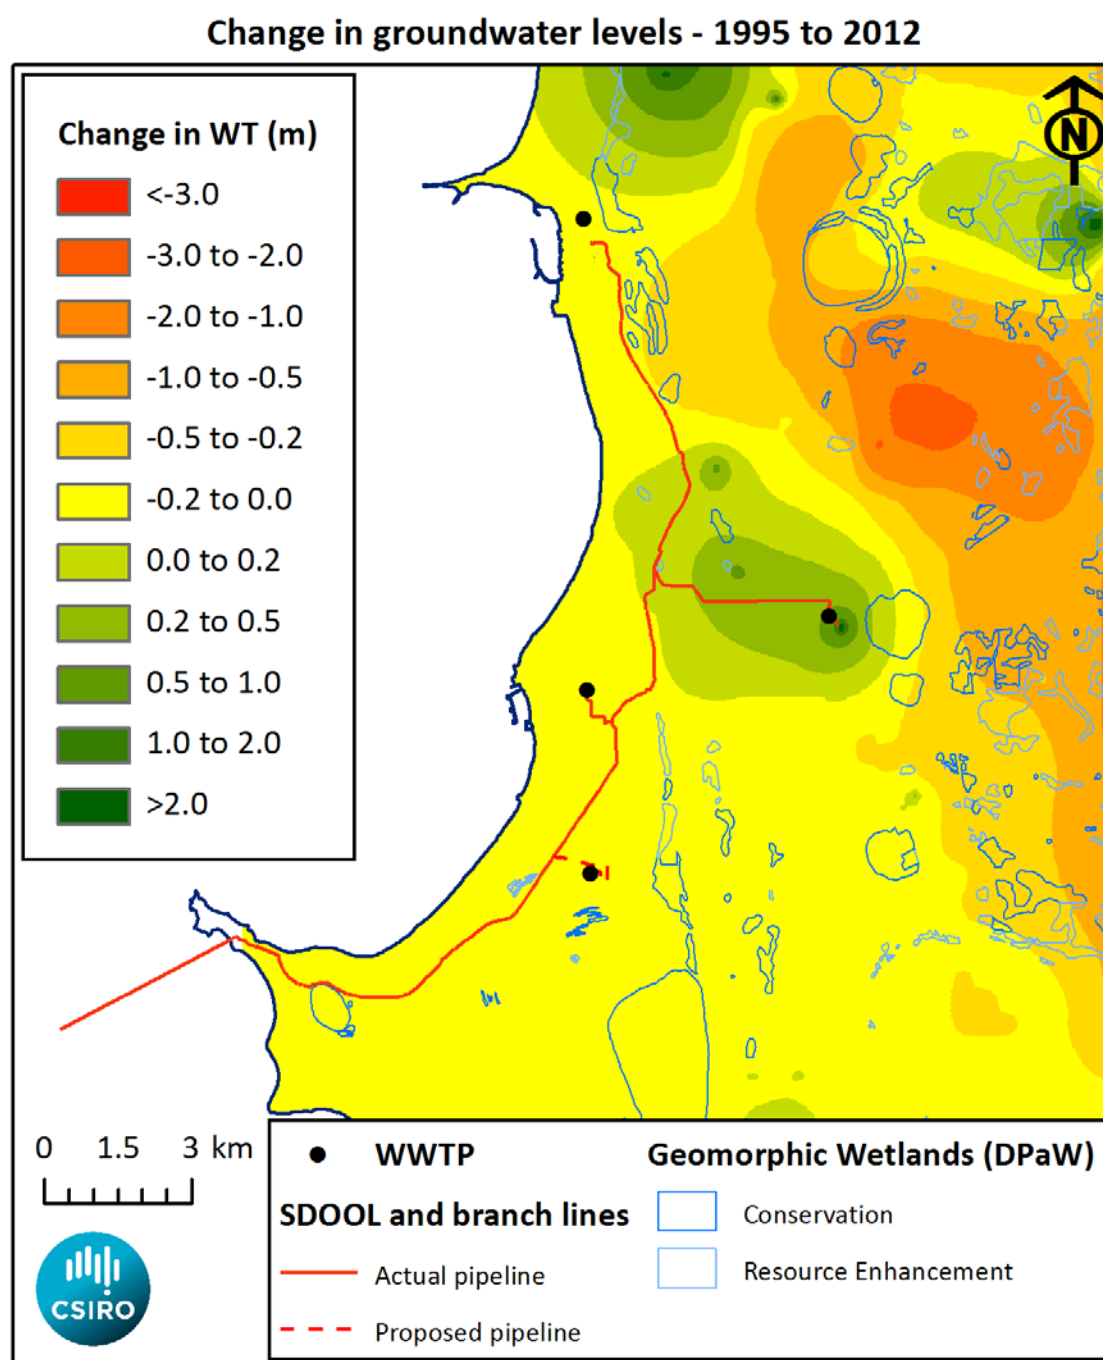 Change in groundwater levels - 1995 to 2012
N
Change in WT (m)
<-3.0
-3.0 to -2.0
-2.0 to -1.0
-1.0 to -0.5
-0.5 to -0.2
-0.2 to 0.0
0.0 to 0.2
0.2 to 0.5
0.5 to 1.0
1.0 to 2.0
>2.0
0 1.5 3 km
CSIRO
WWTP
SDOOL and branch lines
Actual pipeline
Proposed pipeline
Geomorphic Wetlands (DPaW)
Conservation
Resource Enhancement